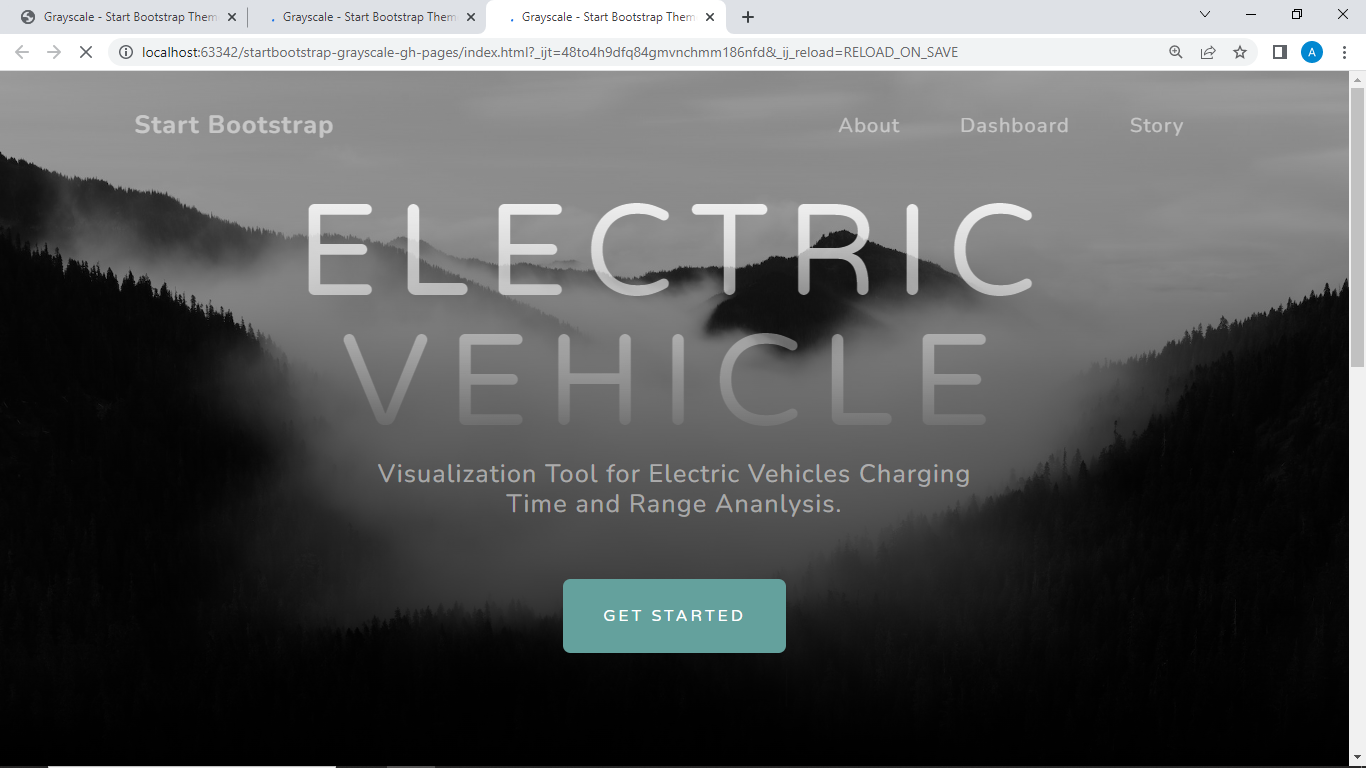 Grayscale - Start Bootstrap Them
Grayscale - Start Bootstrap Them
Grayscale - Start Bootstrap Them
localhost:63342/startbootstrap-grayscale-gh-pages/index.html?_ijt=48to4h9dfq84gmvnchmm186nfd&_ij_reload=RELOAD_ON_SAVE
A
Start Bootstrap
About
Dashboard
Story
ELECTRIC
VEHICLE
Visualization Tool for Electric Vehicles Charging
Time and Range Ananlysis.
GET STARTED